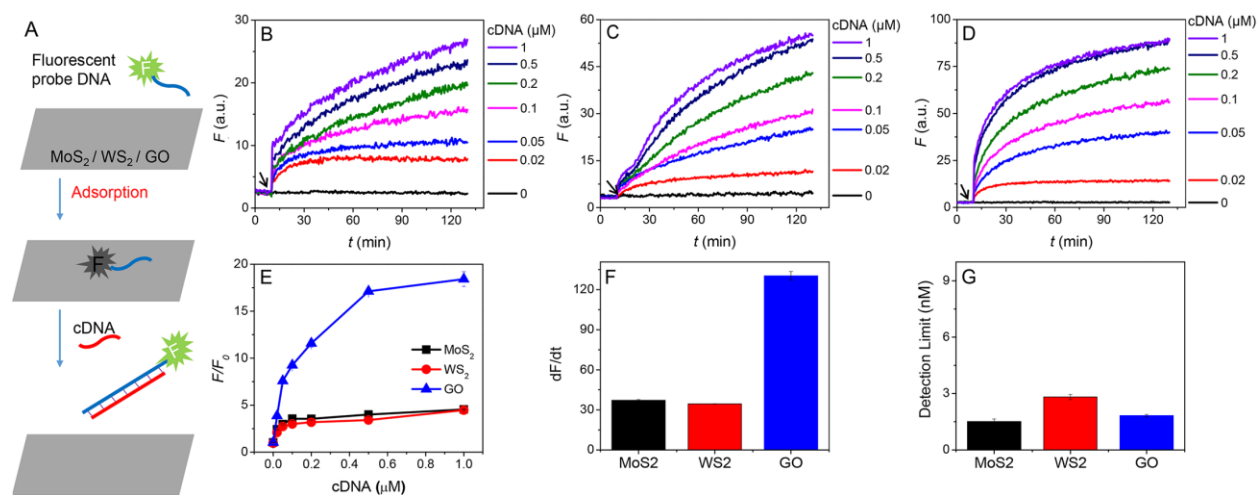 A
Fluorescent
probe DNA
F
MoS₂ / WS₂ / GO
Adsorption
F
cDNA
F
B
F (a.u.)
30
20
10
0
0 30 60 90 120
t (min)
cDNA (μM)
1
0.5
0.2
0.1
0.05
0.02
0
C
F (a.u.)
60
45
30
15
0
0 30 60 90 120
t (min)
cDNA (μM)
1
0.5
0.2
0.1
0.05
0.02
0
D
F (a.u.)
100
75
50
25
0
0 30 60 90 120
t (min)
cDNA (μM)
1
0.5
0.2
0.1
0.05
0.02
0
E
F/F₀
20
15
10
5
0
0.0 0.2 0.4 0.6 0.8 1.0
cDNA (μM)
MoS₂
WS₂
GO
F
dF/dt
120
90
60
30
0
MoS2 WS2 GO
G
Detection Limit (nM)
9
6
3
0
MoS2 WS2 GO